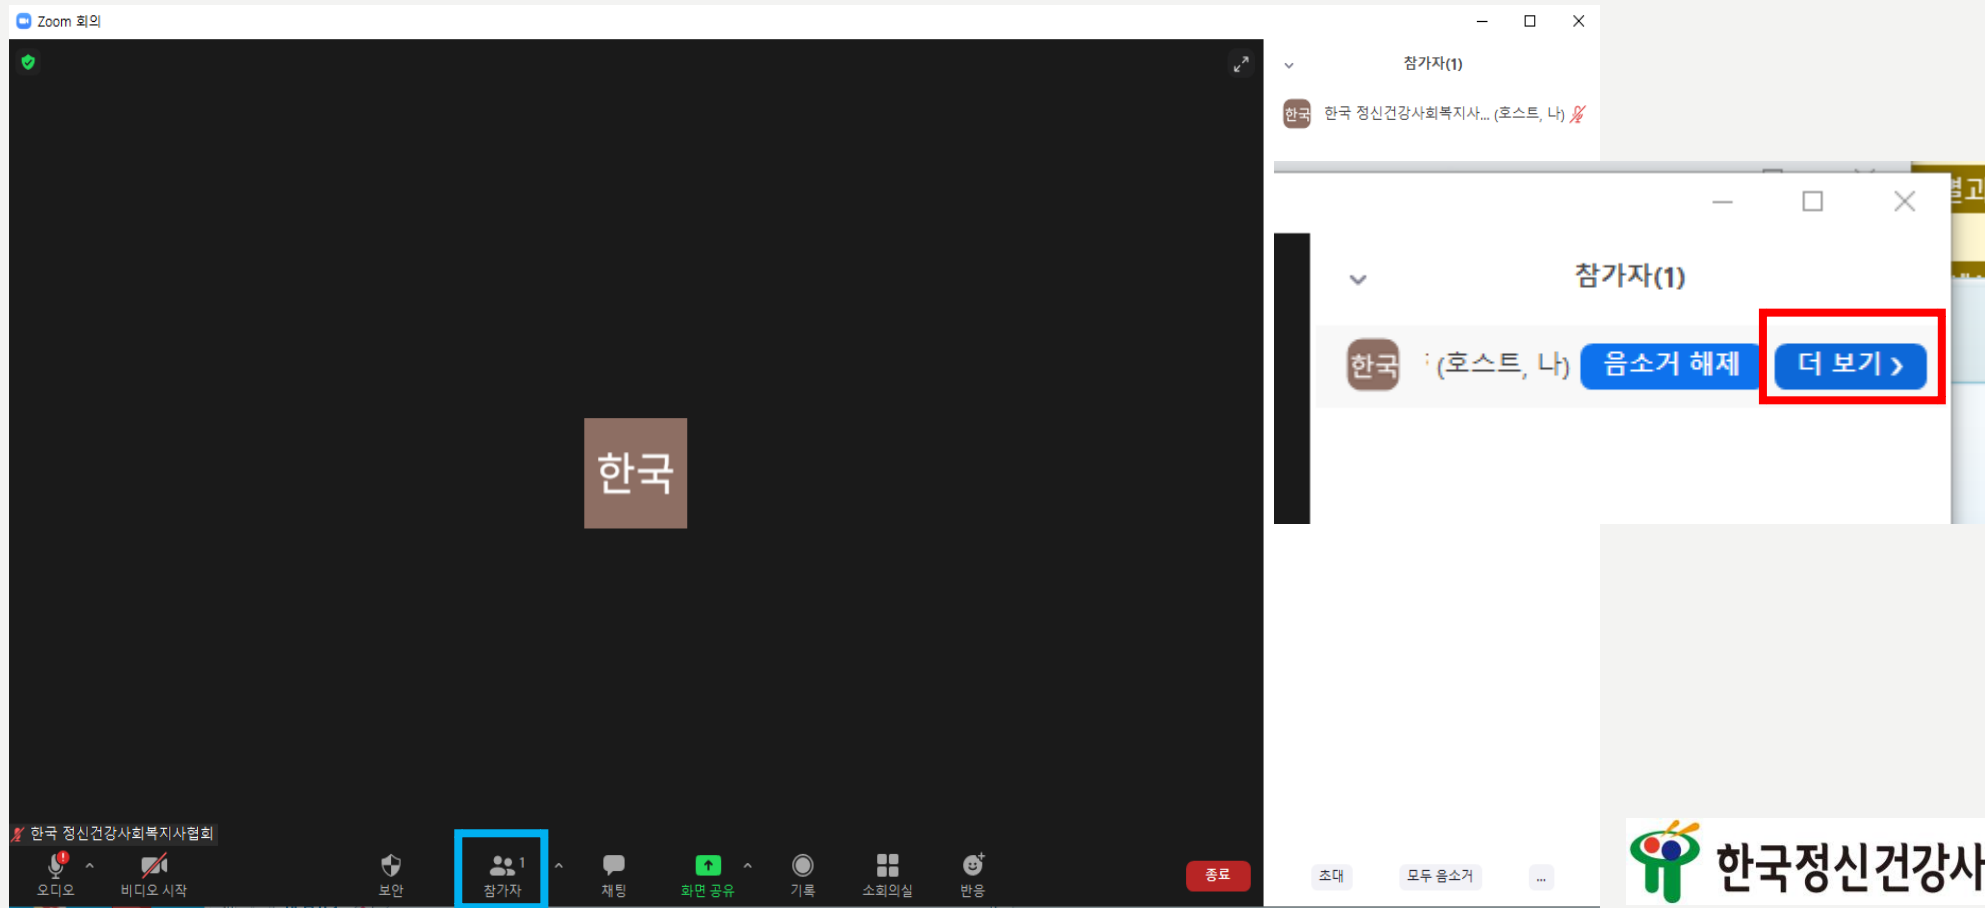 Zoom 회의
참가자(1)
한국 한국 정신건강사회복지사... (호스트, 나)
참가자(1)
한국 (호스트, 나) 음소거 해제 더 보기 >
한국
한국 정신건강사회복지사협회
오디오 비디오 시작 보안 참가자 1 채팅 화면 공유 기록 소회의실 반응 종료
초대 모두 음소거 ...
한국정신건강사